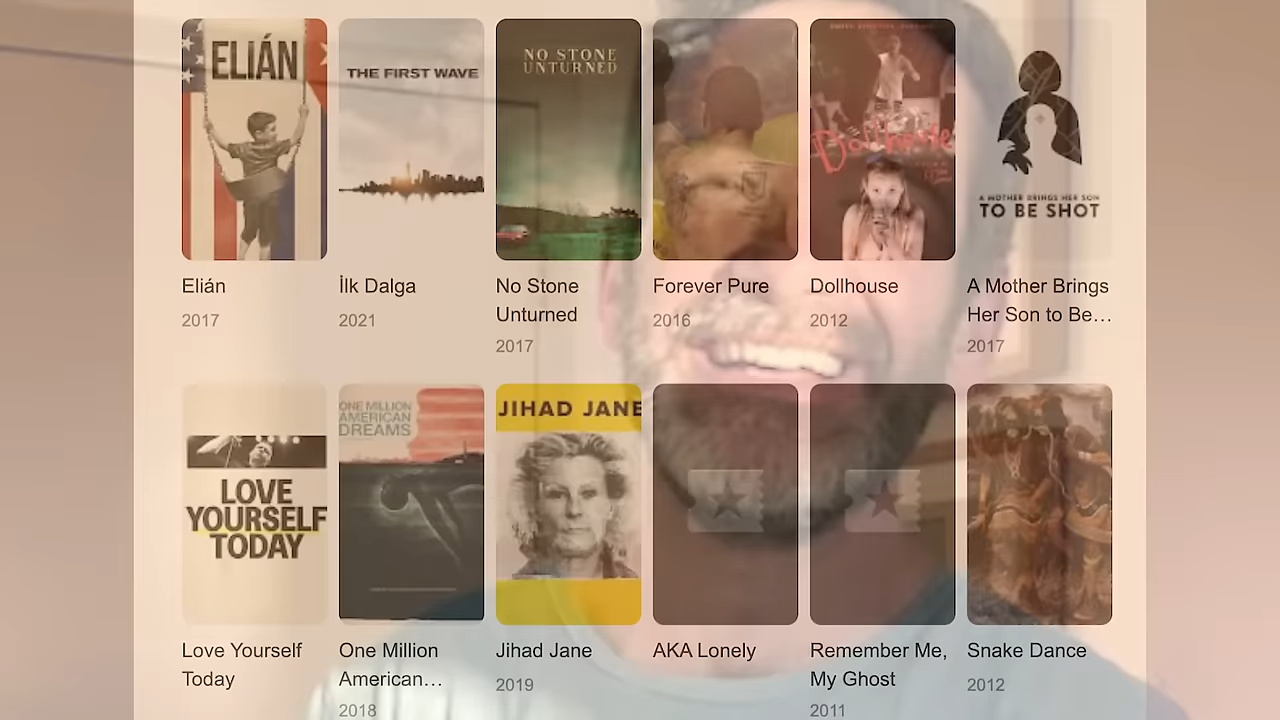 ELIÁN
THE FIRST WAVE
NO STONE
UNTURNED
Dollhouse
A MOTHER BRINGS HER SON
TO BE SHOT
Elián
2017
İlk Dalga
2021
No Stone
Unturned
2017
Forever Pure
2016
Dollhouse
2012
A Mother Brings
Her Son to Be…
2017
LOVE
YOURSELF
TODAY
ONE MILLION
AMERICAN
DREAMS
JIHAD JANE
Love Yourself
Today
One Million
American…
2018
Jihad Jane
2019
AKA Lonely
Remember Me,
My Ghost
2011
Snake Dance
2012